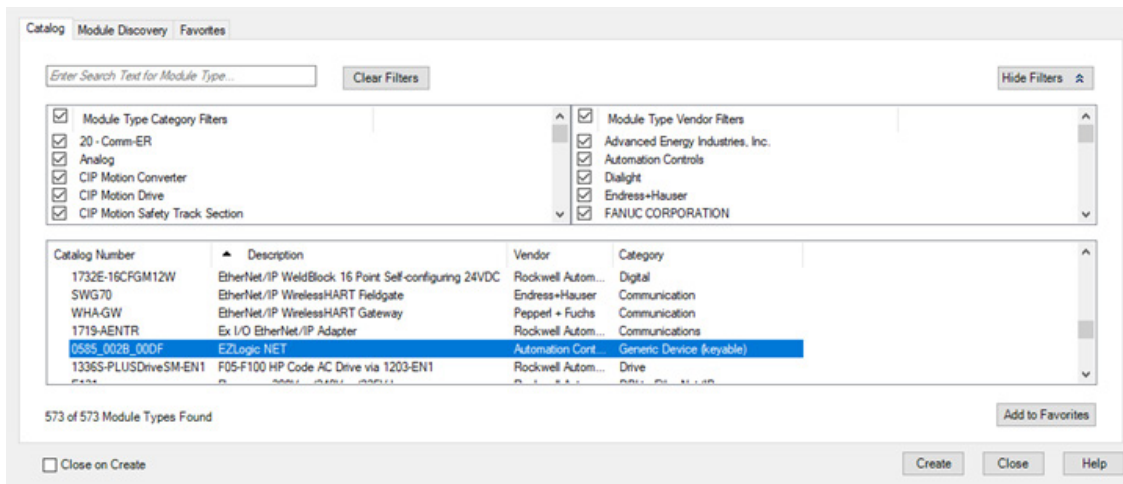 Catalog Module Discovery Favorites
Enter Search Text for Module Type... Clear Filters Hide Filters
Module Type Category Filters Module Type Vendor Filters
20 - Comm-ER Advanced Energy Industries, Inc.
Analog Automation Controls
CIP Motion Converter Dialight
CIP Motion Drive Endress+Hauser
CIP Motion Safety Track Section FANUC CORPORATION
Catalog Number Description Vendor Category
1732E-16CFGM12W EtherNet/IP WeldBlock 16 Point Self-configuring 24VDC Rockwell Autom... Digital
SWG70 EtherNet/IP WirelessHART Fieldgate Endress+Hauser Communication
WHA-GW EtherNet/IP WirelessHART Gateway Pepperl + Fuchs Communication
1719-AENTR Ex I/O EtherNet/IP Adapter Rockwell Autom... Communications
0585_002B_00DF EZLogic NET Automation Cont... Generic Device (keyable)
1336S-PLUSDriveSM-EN1 F05-F100 HP Code AC Drive via 1203-EN1 Rockwell Autom... Drive
573 of 573 Module Types Found Add to Favorites
Close on Create Create Close Help